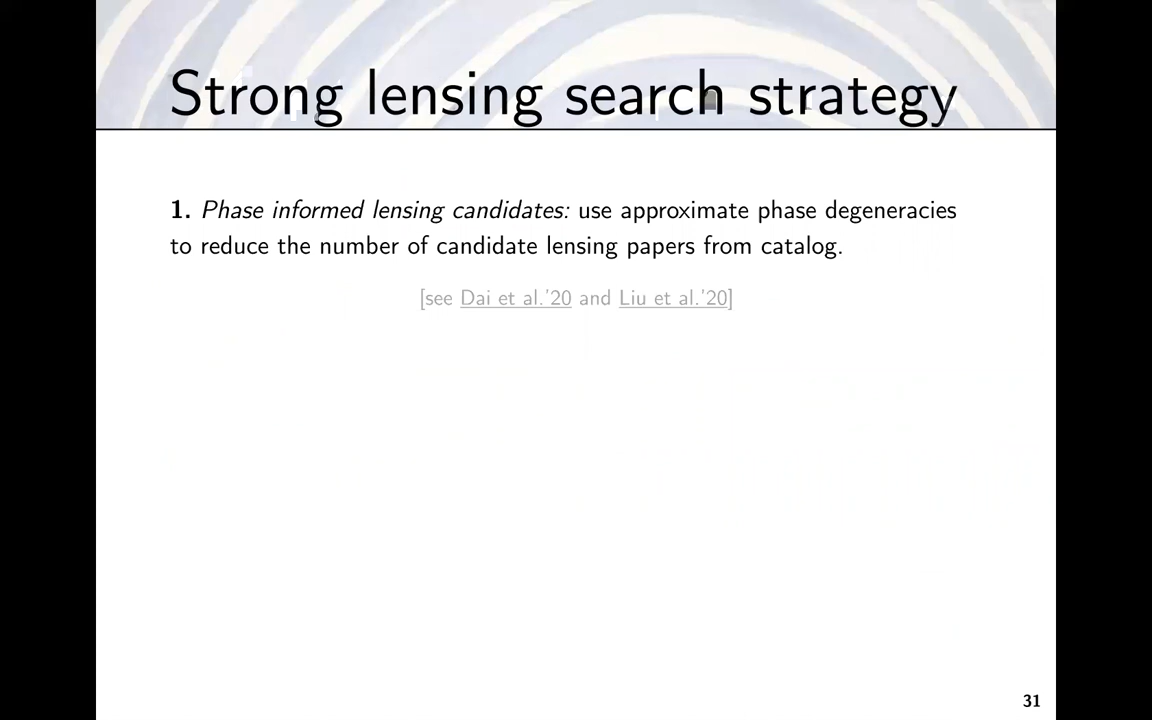 Strong lensing search strategy
1. Phase informed lensing candidates: use approximate phase degeneracies
to reduce the number of candidate lensing papers from catalog.
[see Dai et al.'20 and Liu et al.'20]
31